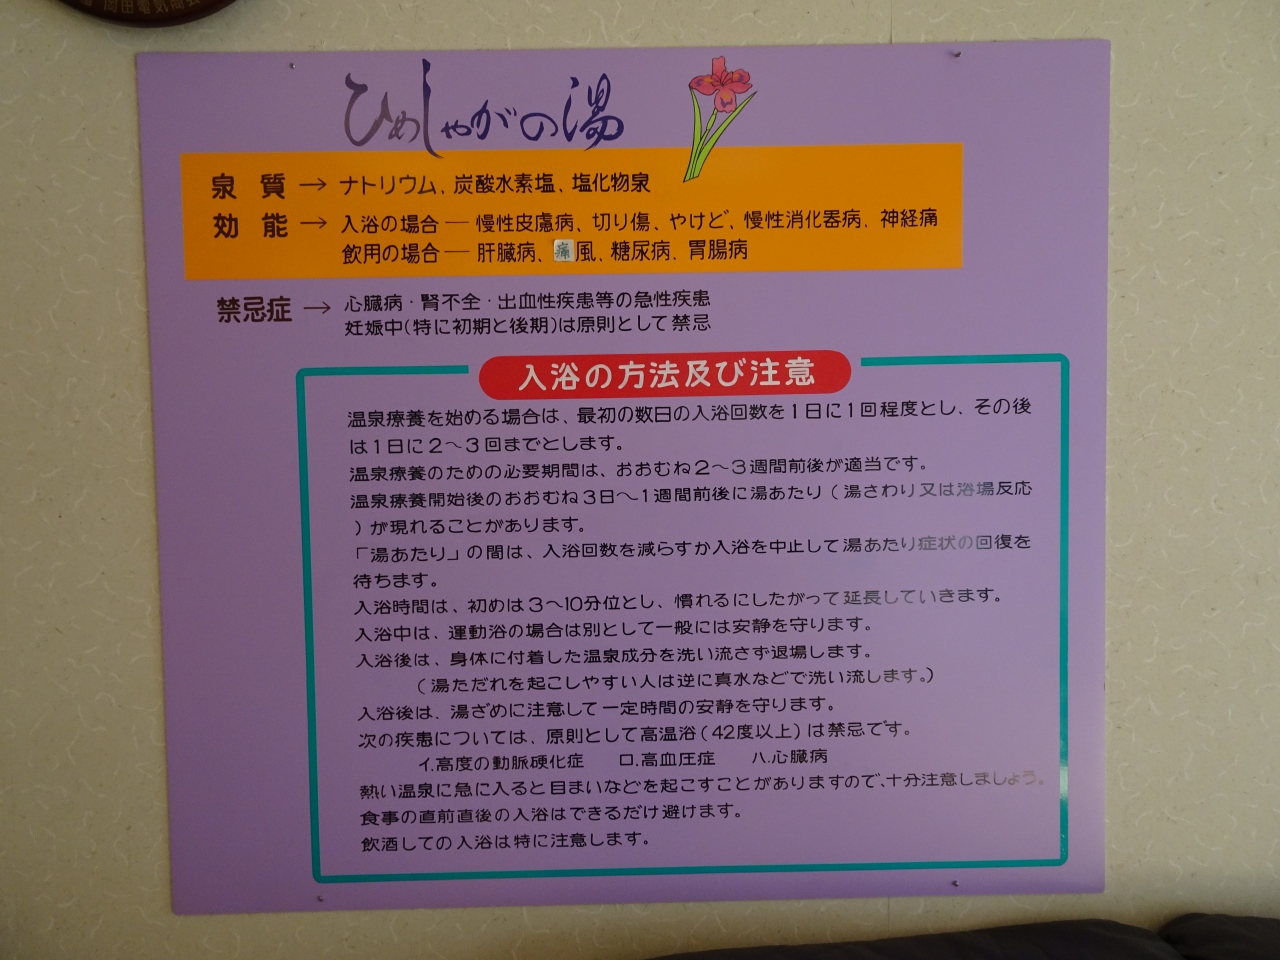 岡田電気商会
ひめしゃがの湯
泉 質 → ナトリウム、炭酸水素塩、塩化物泉
効 能 → 入浴の場合 ― 慢性皮膚病、切り傷、やけど、慢性消化器病、神経痛
飲用の場合 ― 肝臓病、痛風、糖尿病、胃腸病
禁忌症 → 心臓病・腎不全・出血性疾患等の急性疾患
妊娠中(特に初期と後期)は原則として禁忌
入浴の方法及び注意
温泉療養を始める場合は、最初の数日の入浴回数を1日に1回程度とし、その後
は1日に2〜3回までとします。
温泉療養のための必要期間は、おおむね2〜3週間前後が適当です。
温泉療養開始後のおおむね3日〜1週間前後に湯あたり(湯さわり又は浴場反応
)が現れることがあります。
「湯あたり」の間は、入浴回数を減らすか入浴を中止して湯あたり症状の回復を
待ちます。
入浴時間は、初めは3〜10分位とし、慣れるにしたがって延長していきます。
入浴中は、運動浴の場合は別として一般には安静を守ります。
入浴後は、身体に付着した温泉成分を洗い流さず退場します。
(湯ただれを起こしやすい人は逆に真水などで洗い流します。)
入浴後は、湯ざめに注意して一定時間の安静を守ります。
次の疾患については、原則として高温浴(42度以上)は禁忌です。
イ.高度の動脈硬化症 ロ.高血圧症 ハ.心臓病
熱い温泉に急に入ると目まいなどを起こすことがありますので、十分注意しましょう。
食事の直前直後の入浴はできるだけ避けます。
飲酒しての入浴は特に注意します。